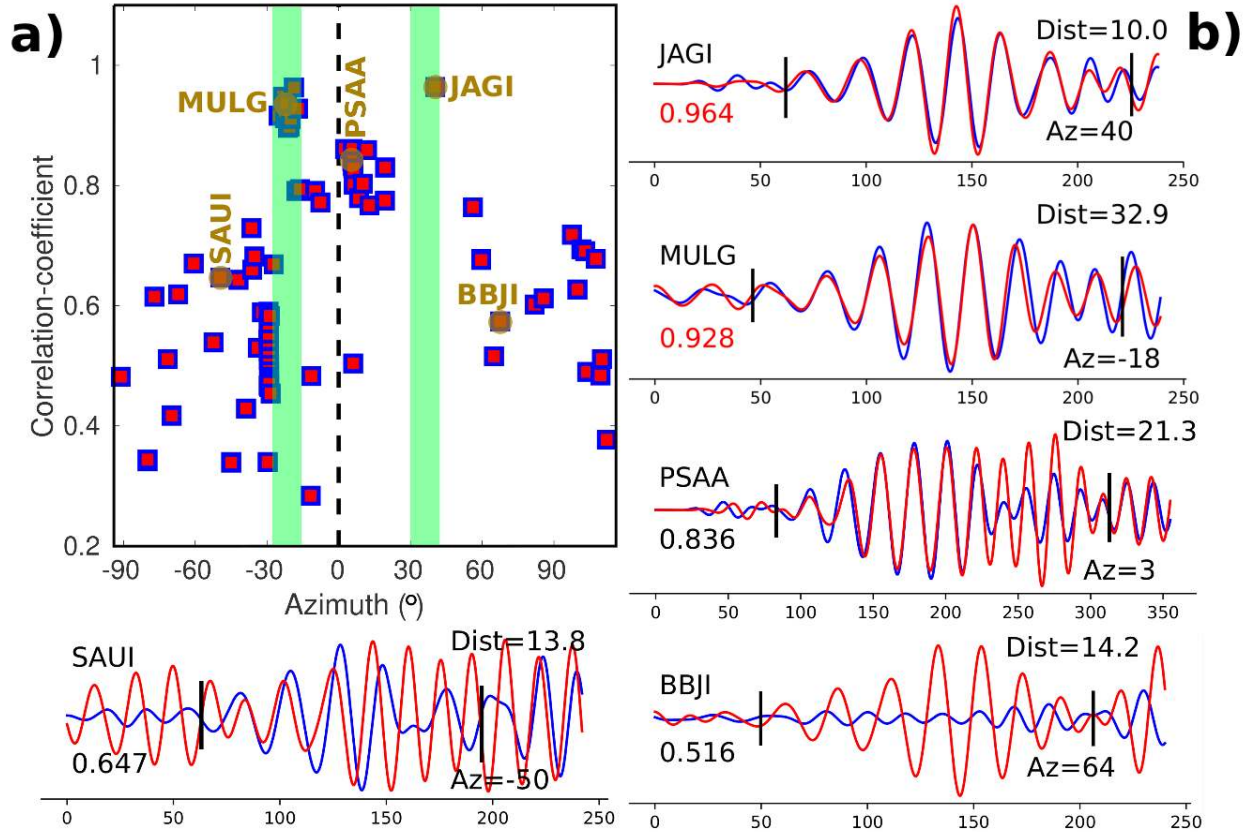 a)
1
0.8
0.6
0.4
0.2
Correlation-coefficient
MULG
PSAA
JAGI
SAUI
BBJI
-90 -60 -30 0 30 60 90
Azimuth (°)
SAUI
Dist=13.8
0.647
Az=-50
0 50 100 150 200 250
b)
JAGI
Dist=10.0
0.964
Az=40
0 50 100 150 200 250
MULG
Dist=32.9
0.928
Az=-18
0 50 100 150 200 250
PSAA
Dist=21.3
0.836
Az=3
0 50 100 150 200 250 300 350
BBJI
Dist=14.2
0.516
Az=64
0 50 100 150 200 250